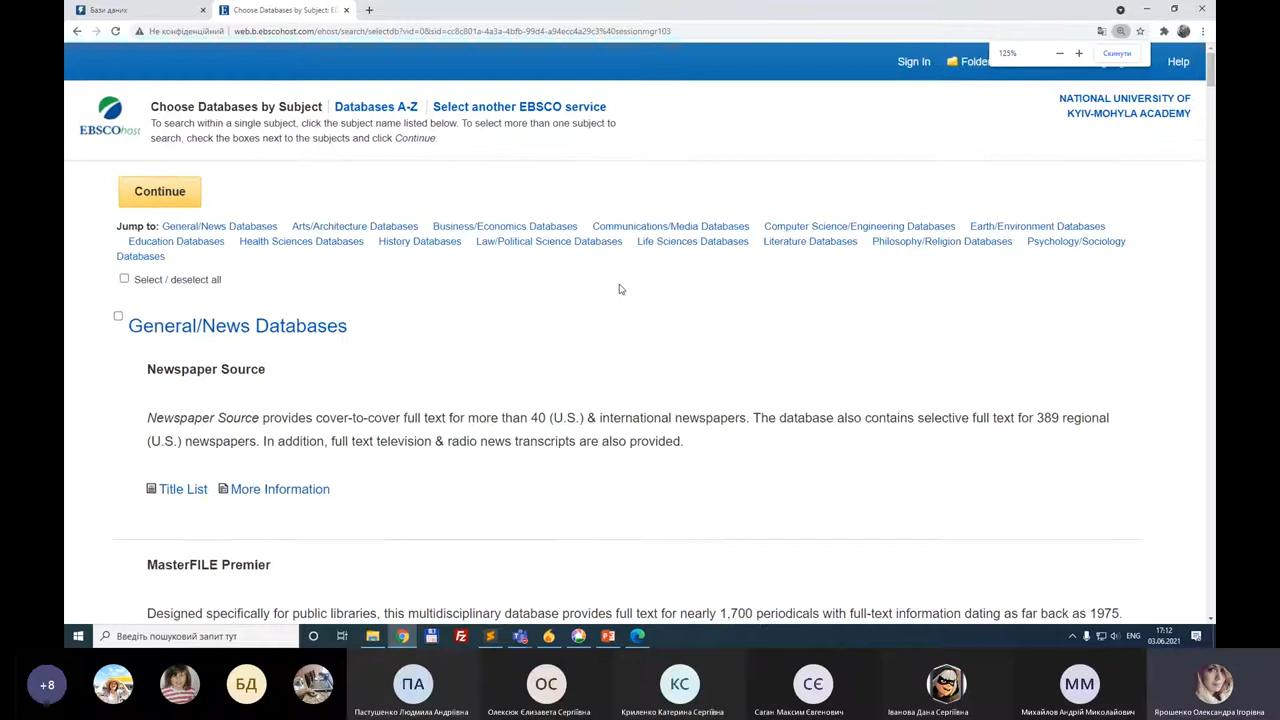 Бази даних
Choose Databases by Subject: E
Не конфіденційний
web.b.ebscohost.com/ehost/search/selectdb?vid=0&sid=cc8c801a-4a3a-4bfb-99d4-a94ecc4a29c3%40sessionmgr103
125%
Скинути
Sign In
Folder
Help
Choose Databases by Subject
Databases A-Z
Select another EBSCO service
To search within a single subject, click the subject name listed below. To select more than one subject to
search, check the boxes next to the subjects and click Continue.
EBSCOhost
NATIONAL UNIVERSITY OF
KYIV-MOHYLA ACADEMY
Continue
Jump to: General/News Databases Arts/Architecture Databases Business/Economics Databases Communications/Media Databases Computer Science/Engineering Databases Earth/Environment Databases
Education Databases Health Sciences Databases History Databases Law/Political Science Databases Life Sciences Databases Literature Databases Philosophy/Religion Databases Psychology/Sociology
Databases
Select / deselect all
General/News Databases
Newspaper Source
Newspaper Source provides cover-to-cover full text for more than 40 (U.S.) & international newspapers. The database also contains selective full text for 389 regional
(U.S.) newspapers. In addition, full text television & radio news transcripts are also provided.
Title List
More Information
MasterFILE Premier
Designed specifically for public libraries, this multidisciplinary database provides full text for nearly 1,700 periodicals with full-text information dating as far back as 1975.
Введіть пошуковий запит тут
ENG
17:12
03.06.2021
+8
БД
ПА
ОС
КС
СЄ
ММ
Пастушенко Людмила Андріївна
Олексюк Єлизавета Сергіївна
Криленко Катерина Сергіївна
Саган Максим Євгенович
Іванова Дана Сергіївна
Михайлов Андрій Миколайович
Ярошенко Олександра Ігорівна